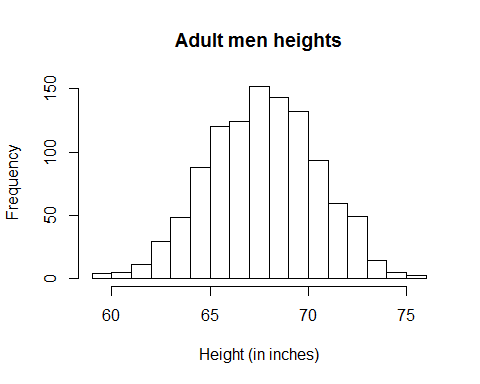 Adult men heights
Frequency
150
100
50
0
60 65 70 75
Height (in inches)